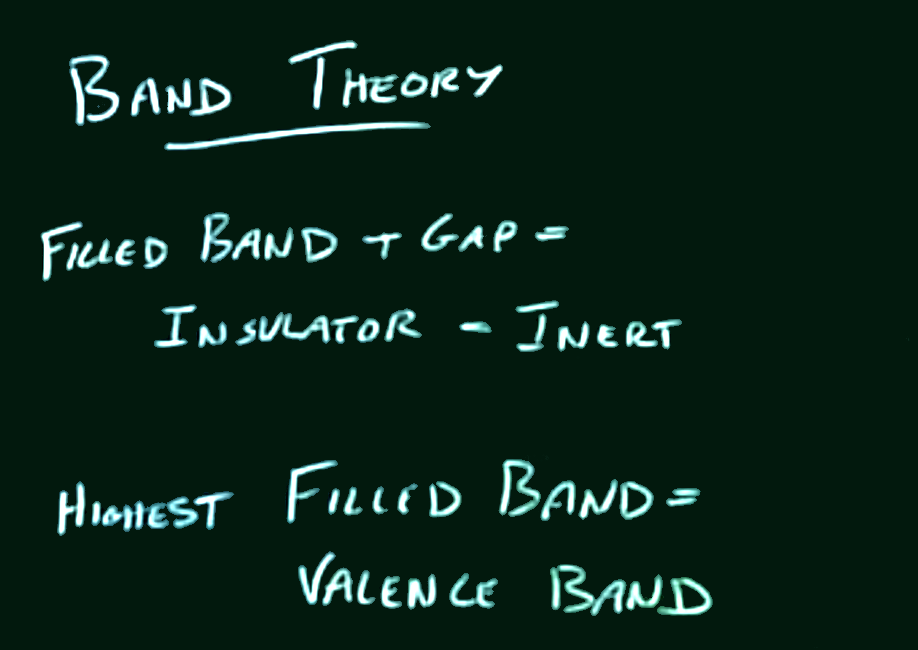 BAND THEORY
FILLED BAND + GAP =
INSULATOR - INERT
HIGHEST FILLED BAND =
VALENCE BAND